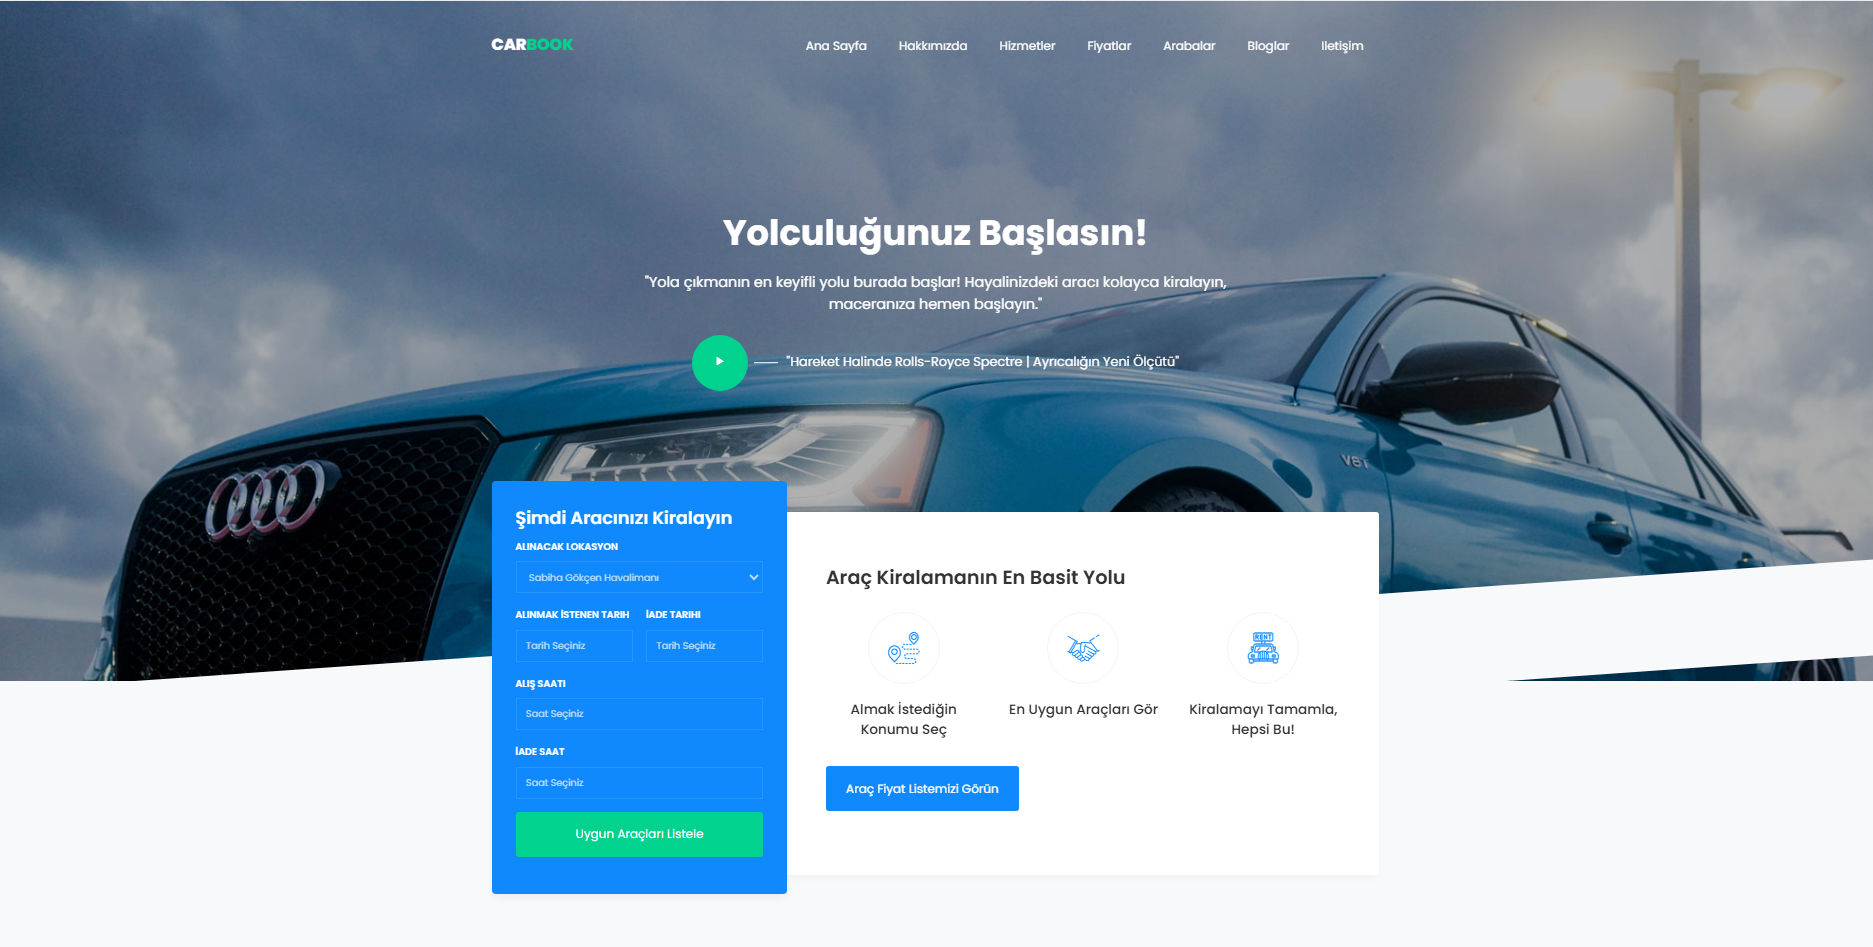 CARBOOK
Ana Sayfa
Hakkımızda
Hizmetler
Fiyatlar
Arabalar
Bloglar
Iletişim
Yolculuğunuz Başlasın!
"Yola çıkmanın en keyifli yolu burada başlar! Hayalinizdeki aracı kolayca kiralayın,
maceranıza hemen başlayın."
"Hareket Halinde Rolls-Royce Spectre | Ayrıcalığın Yeni Ölçütü"
V8T
Şimdi Aracınızı Kiralayın
ALINACAK LOKASYON
Sabiha Gökçen Havalimanı
ALINMAK İSTENEN TARIH
İADE TARIHI
Tarih Seçiniz
Tarih Seçiniz
ALIŞ SAATI
Saat Seçiniz
İADE SAAT
Saat Seçiniz
Uygun Araçları Listele
Araç Kiralamanın En Basit Yolu
RENT
Almak İstediğin
Konumu Seç
En Uygun Araçları Gör
Kiralamayı Tamamla,
Hepsi Bu!
Araç Fiyat Listemizi Görün